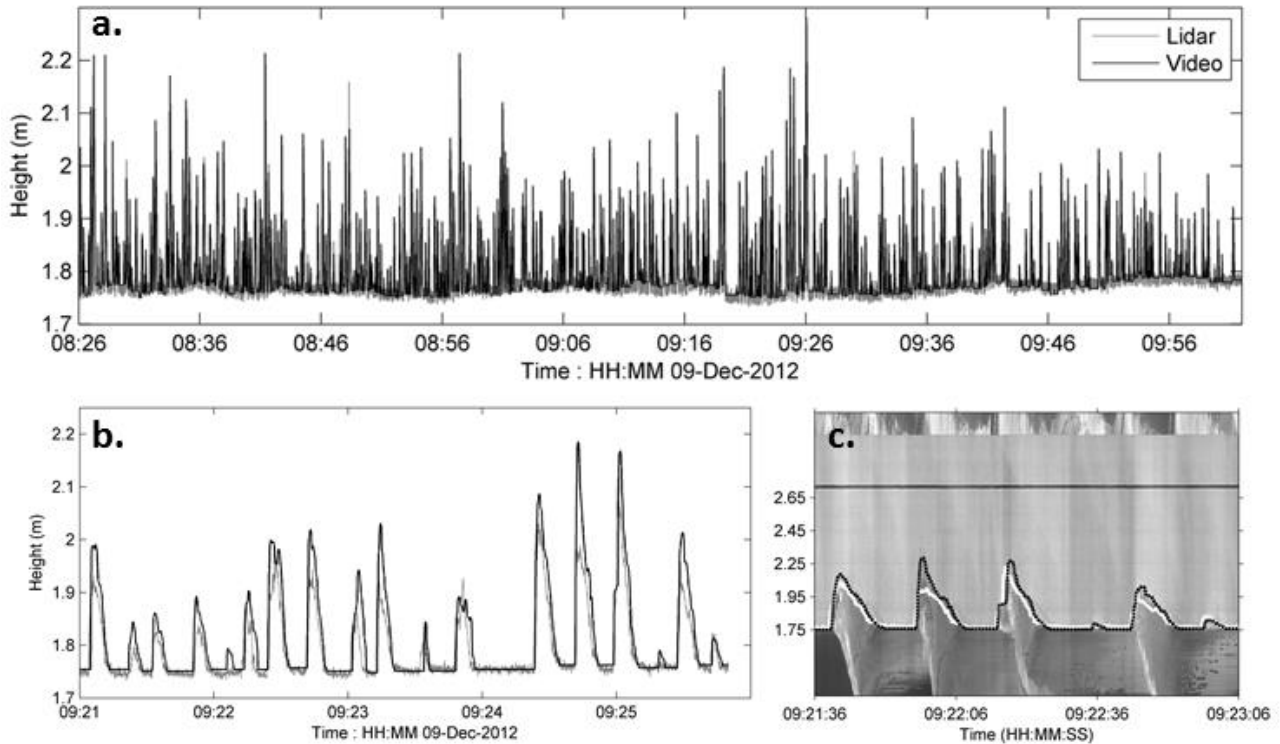 a.
Lidar
Video
2.2
2.1
2
1.9
1.8
1.7
Height (m)
08:26 08:36 08:46 08:56 09:06 09:16 09:26 09:36 09:46 09:56
Time : HH:MM 09-Dec-2012
b.
2.2
2.1
2
1.9
1.8
1.7
Height (m)
09:21 09:22 09:23 09:24 09:25
Time : HH:MM 09-Dec-2012
c.
2.65
2.45
2.25
1.95
1.75
09:21:36 09:22:06 09:22:36 09:23:06
Time (HH:MM:SS)